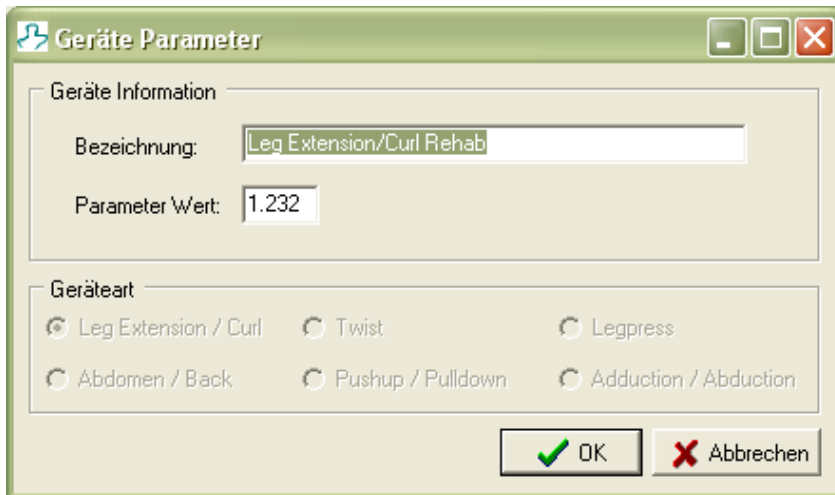 Geräte Parameter
Geräte Information
Bezeichnung: Leg Extension/Curl Rehab
Parameter Wert: 1.232
Geräteart
Leg Extension / Curl Twist Legpress
Abdomen / Back Pushup / Pulldown Adduction / Abduction
OK Abbrechen